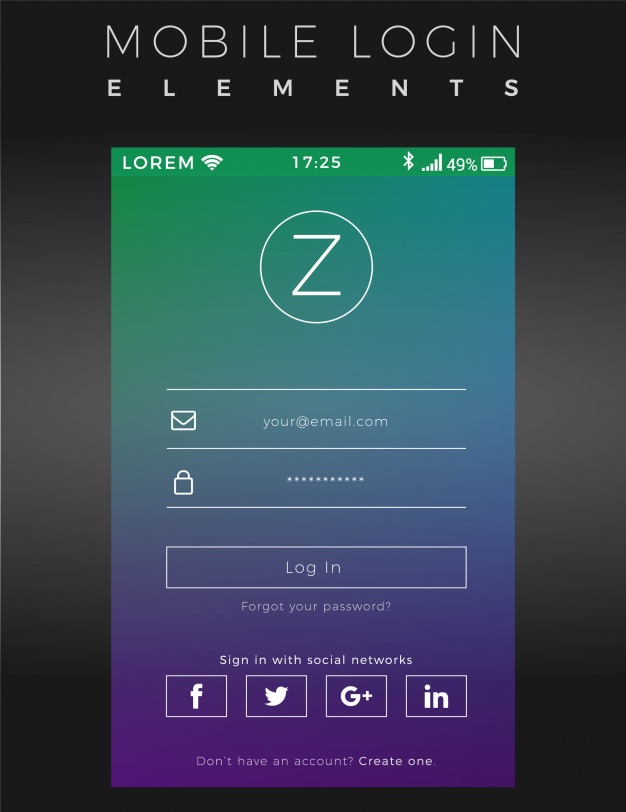 MOBILE LOGIN
ELEMENTS
LOREM 17:25 49%
Z
your@email.com
***********
Log In
Forgot your password?
Sign in with social networks
f G+ in
Don't have an account? Create one.